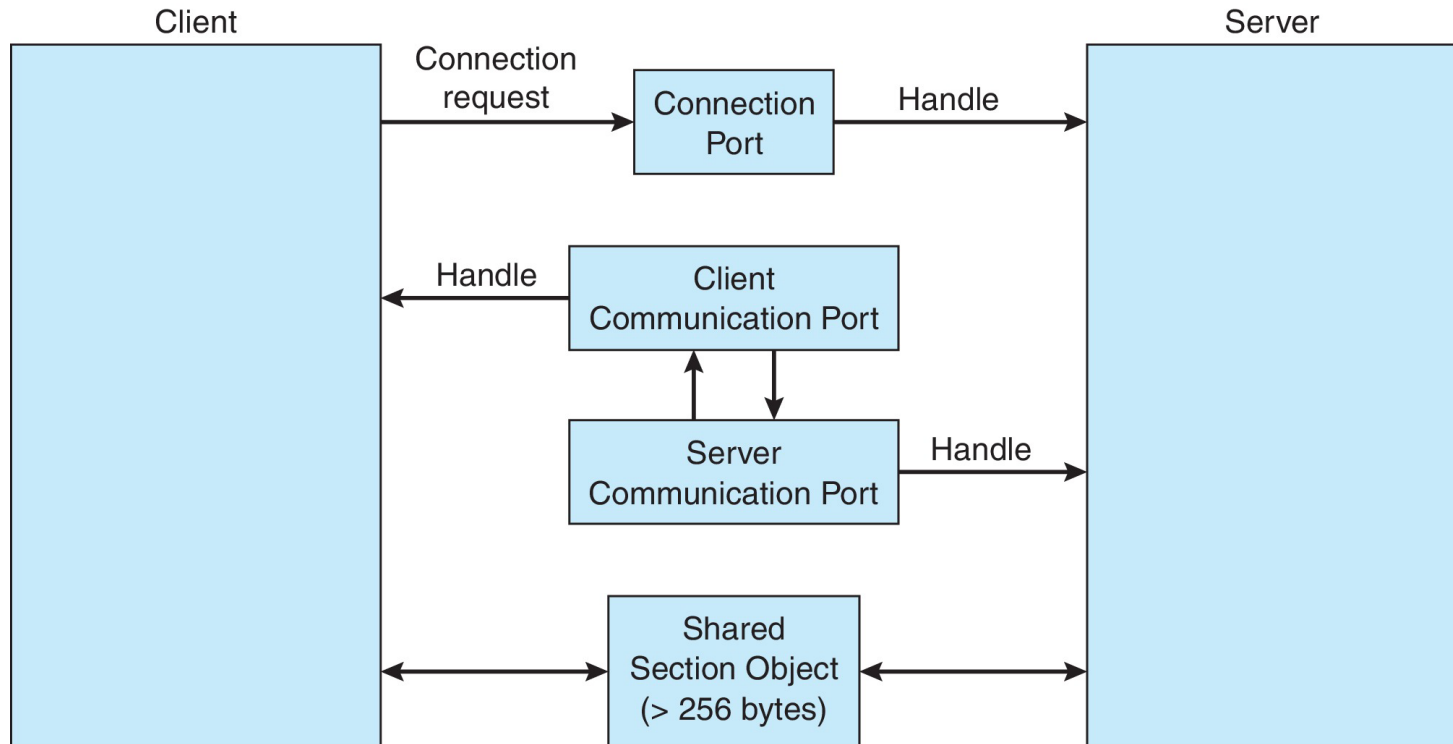 Client
Server
Connection
request
Connection
Port
Handle
Handle
Client
Communication Port
Server
Communication Port
Handle
Shared
Section Object
(> 256 bytes)